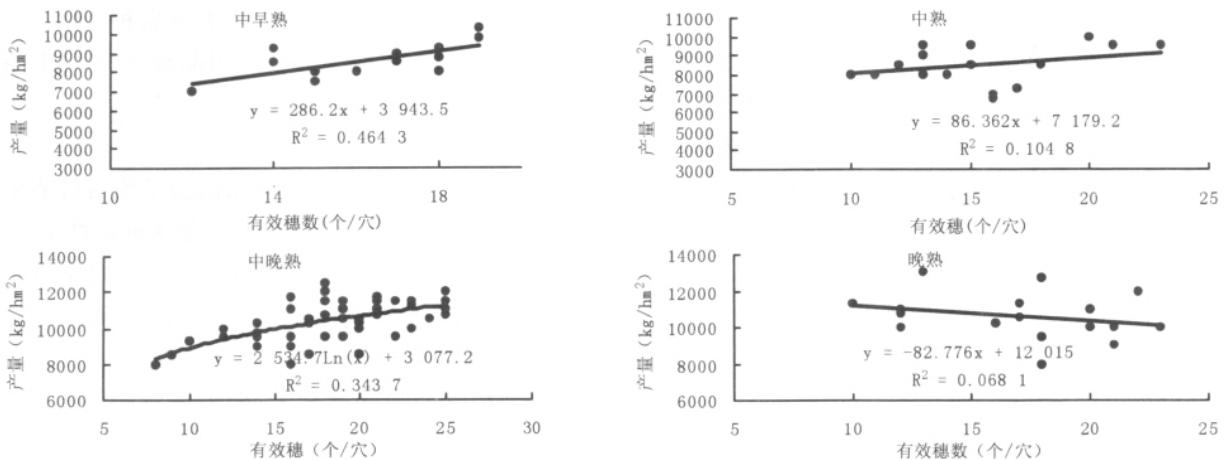 中早熟
产量 (kg/hm²)
11000
10000
9000
8000
7000
6000
5000
4000
3000
y = 286.2x + 3 943.5
R² = 0.464 3
10
14
18
有效穗数(个/穴)
中熟
产量 (kg/hm²)
11000
10000
9000
8000
7000
6000
5000
4000
3000
y = 86.362x + 7 179.2
R² = 0.104 8
5
10
15
20
25
有效穗(个/穴)
中晚熟
产量 (kg/hm²)
14000
12000
10000
8000
6000
y = 2 534.7Ln(x) + 3 077.2
R² = 0.343 7
5
10
15
20
25
30
有效穗 (个/穴)
晚熟
产量 (kg/hm²)
14000
12000
10000
8000
6000
y = -82.776x + 12 015
R² = 0.068 1
5
10
15
20
25
有效穗数 (个/穴)